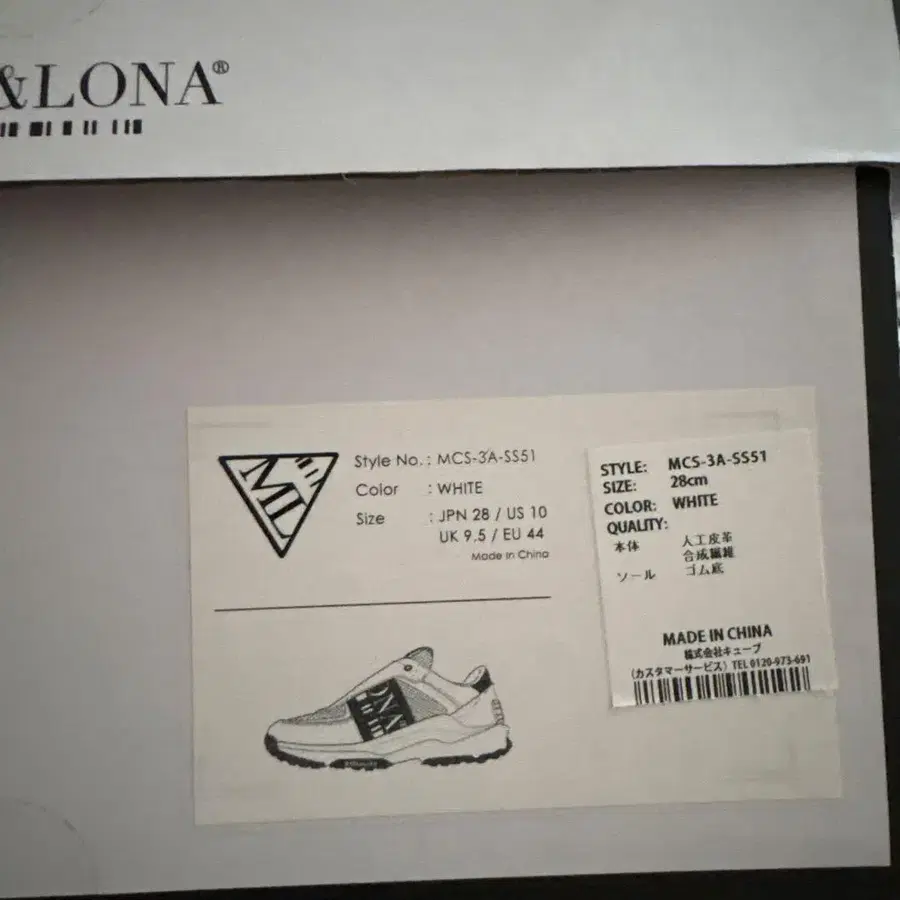 &LONA®
ML
Style No. : MCS-3A-SS51
Color : WHITE
Size : JPN 28 / US 10
UK 9.5 / EU 44
Made in China
STYLE: MCS-3A-SS51
SIZE: 28cm
COLOR: WHITE
QUALITY:
本体 人工皮革
合成繊維
ソール ゴム底
MADE IN CHINA
株式会社キューブ
(カスタマーサービス) TEL 0120-973-691
ONA